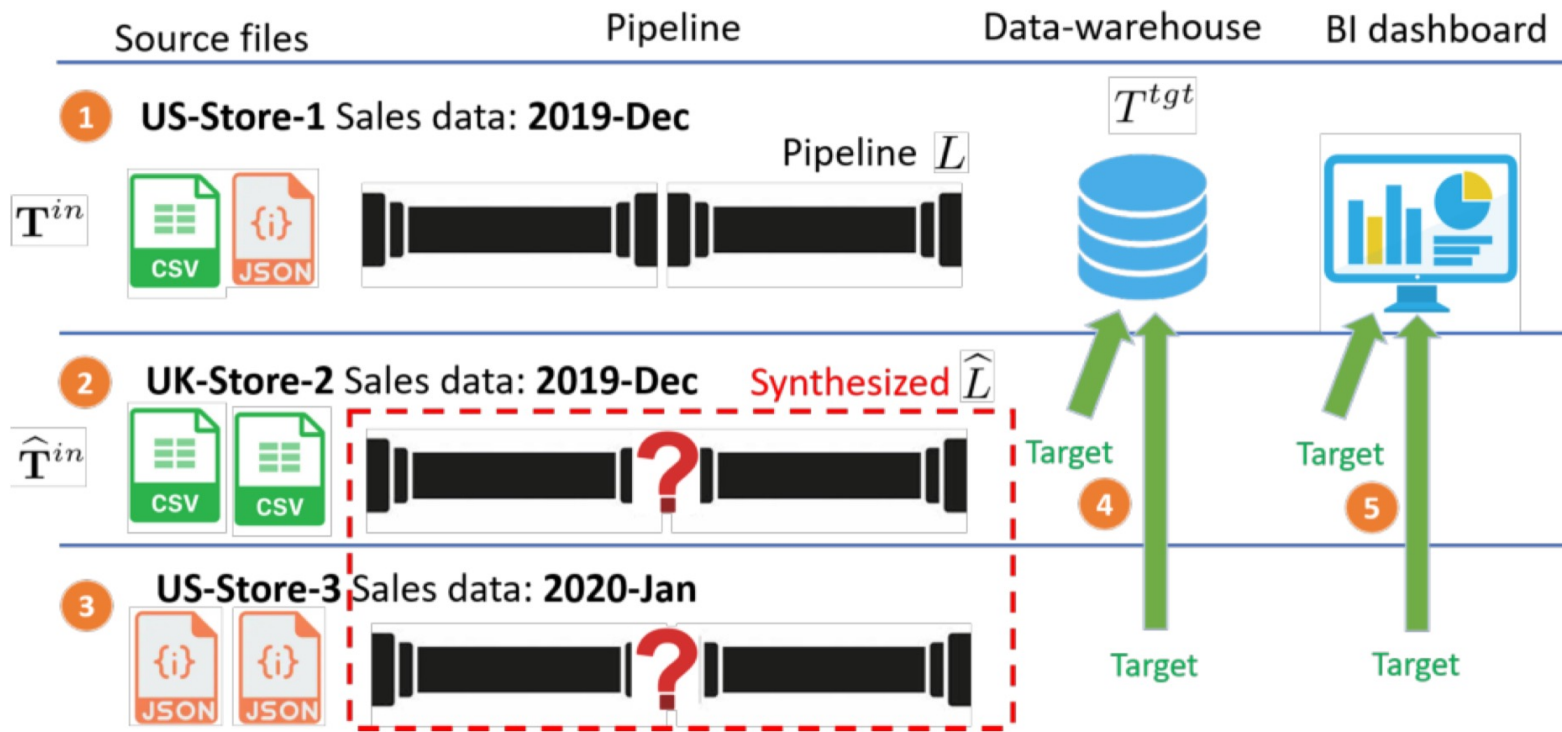 Source files Pipeline Data-warehouse BI dashboard
1 US-Store-1 Sales data: 2019-Dec
T^{tgt}
Pipeline L
T^{in}
CSV JSON
2 UK-Store-2 Sales data: 2019-Dec Synthesized \widehat{L}
\widehat{T}^{in}
CSV CSV
?
Target Target
4 5
3 US-Store-3 Sales data: 2020-Jan
{i} {i}
JSON JSON
?
Target Target